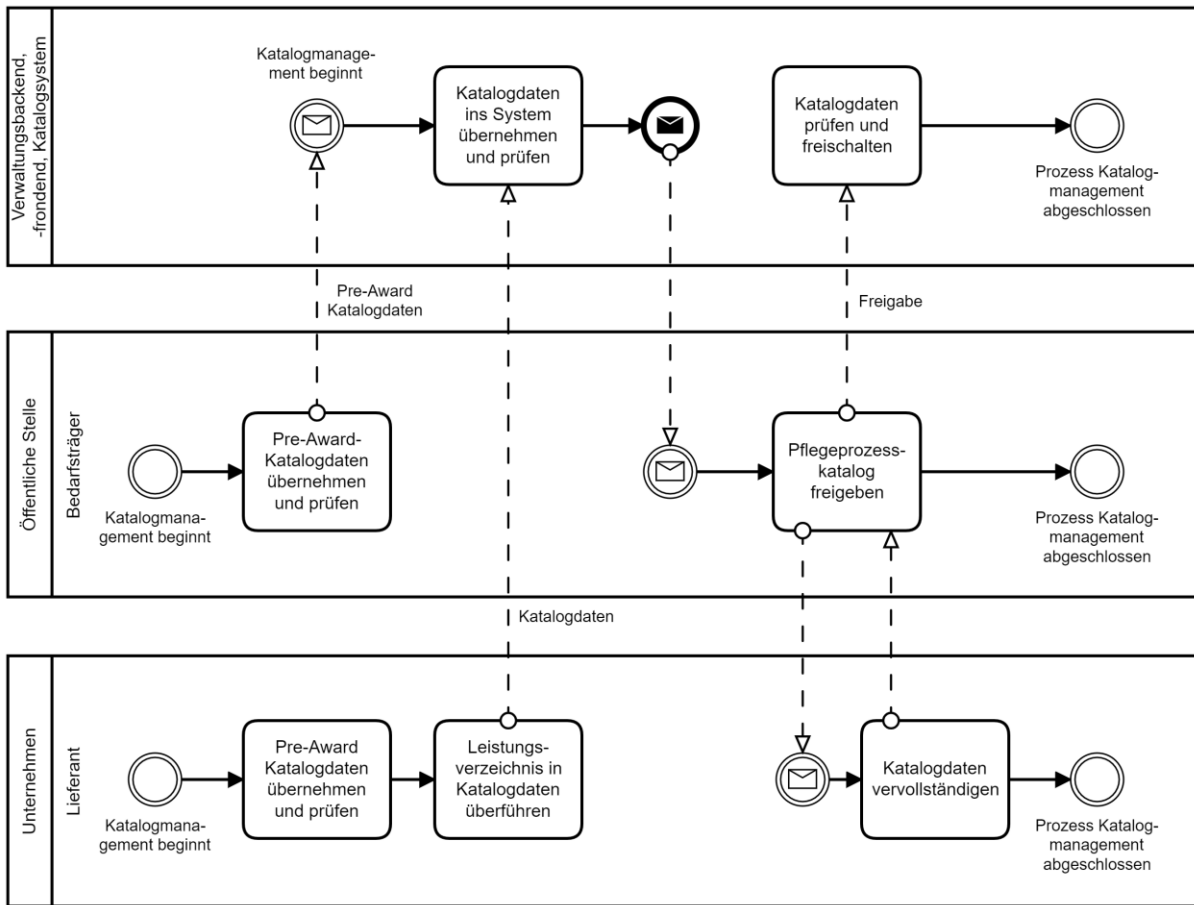 Verwaltungsbackend,
-frondend, Katalogsystem
Katalogmanage-
ment beginnt
Katalogdaten
ins System
übernehmen
und prüfen
Katalogdaten
prüfen und
freischalten
Prozess Katalog-
management
abgeschlossen
Pre-Award
Katalogdaten
Freigabe
Öffentliche Stelle
Bedarfsträger
Katalogmana-
gement beginnt
Pre-Award-
Katalogdaten
übernehmen
und prüfen
Pflegeprozess-
katalog
freigeben
Prozess Katalog-
management
abgeschlossen
Katalogdaten
Unternehmen
Lieferant
Katalogmana-
gement beginnt
Pre-Award
Katalogdaten
übernehmen
und prüfen
Leistungs-
verzeichnis in
Katalogdaten
überführen
Katalogdaten
vervollständigen
Prozess Katalog-
management
abgeschlossen